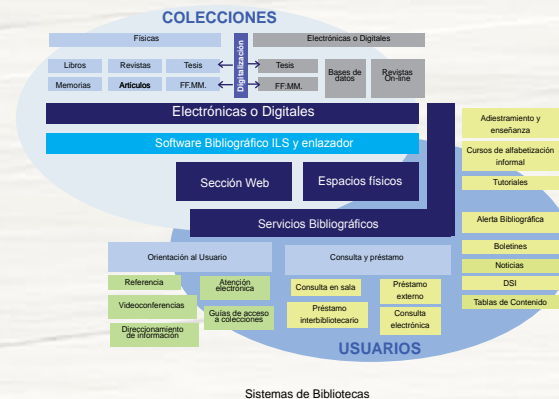 COLECCIONES
Físicas
Electrónicas o Digitales
Digitalización
Libros
Revistas
Tesis
Tesis
Bases de
datos
Revistas
On-line
Memorias
Artículos
FF.MM.
FF.MM.
Electrónicas o Digitales
Software Bibliográfico ILS y enlazador
Sección Web
Espacios físicos
Servicios Bibliográficos
Adiestramiento y
enseñanza
Cursos de alfabetización
informal
Tutoriales
Alerta Bibliográfica
Boletines
Noticias
DSI
Tablas de Contenido
Orientación al Usuario
Consulta y préstamo
Referencia
Atención
electrónica
Videoconferencias
Guías de acceso
a colecciones
Direccionamiento
de información
Consulta en sala
Préstamo
externo
Préstamo
interbibliotecario
Consulta
electrónica
USUARIOS
Sistemas de Bibliotecas